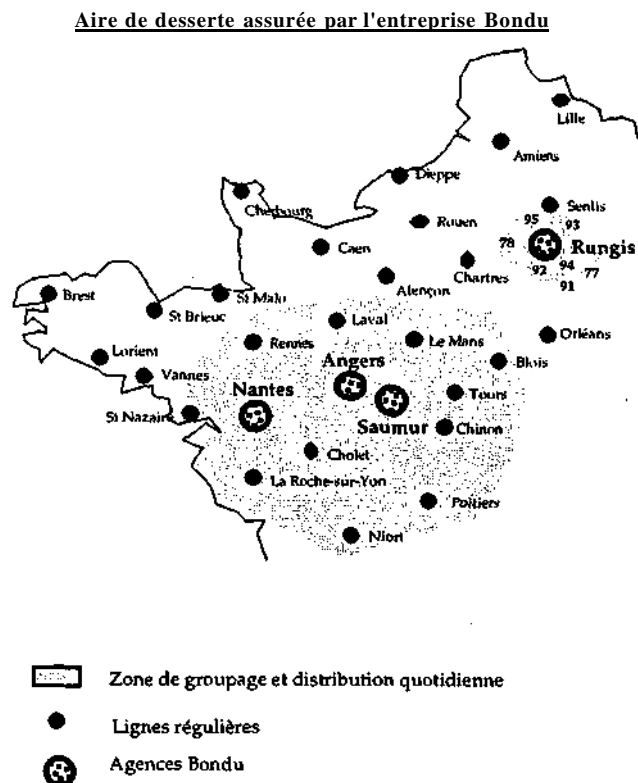 Aire de desserte assurée par l'entreprise Bondu
Lille
Amiens
Dieppe
Cherbourg
Senlis
Rouen
95
93
Caen
78
Rungis
Chartres
92
94
77
91
Alençon
Brest
St Malo
St Brieuc
Laval
Orléans
Rennes
Le Mans
Lorient
Angers
Blois
Vannes
Nantes
Tours
St Nazaire
Saumur
Chinon
Cholet
La Roche-sur-Yon
Poitiers
Niort
Zone de groupage et distribution quotidienne
Lignes régulières
Agences Bondu